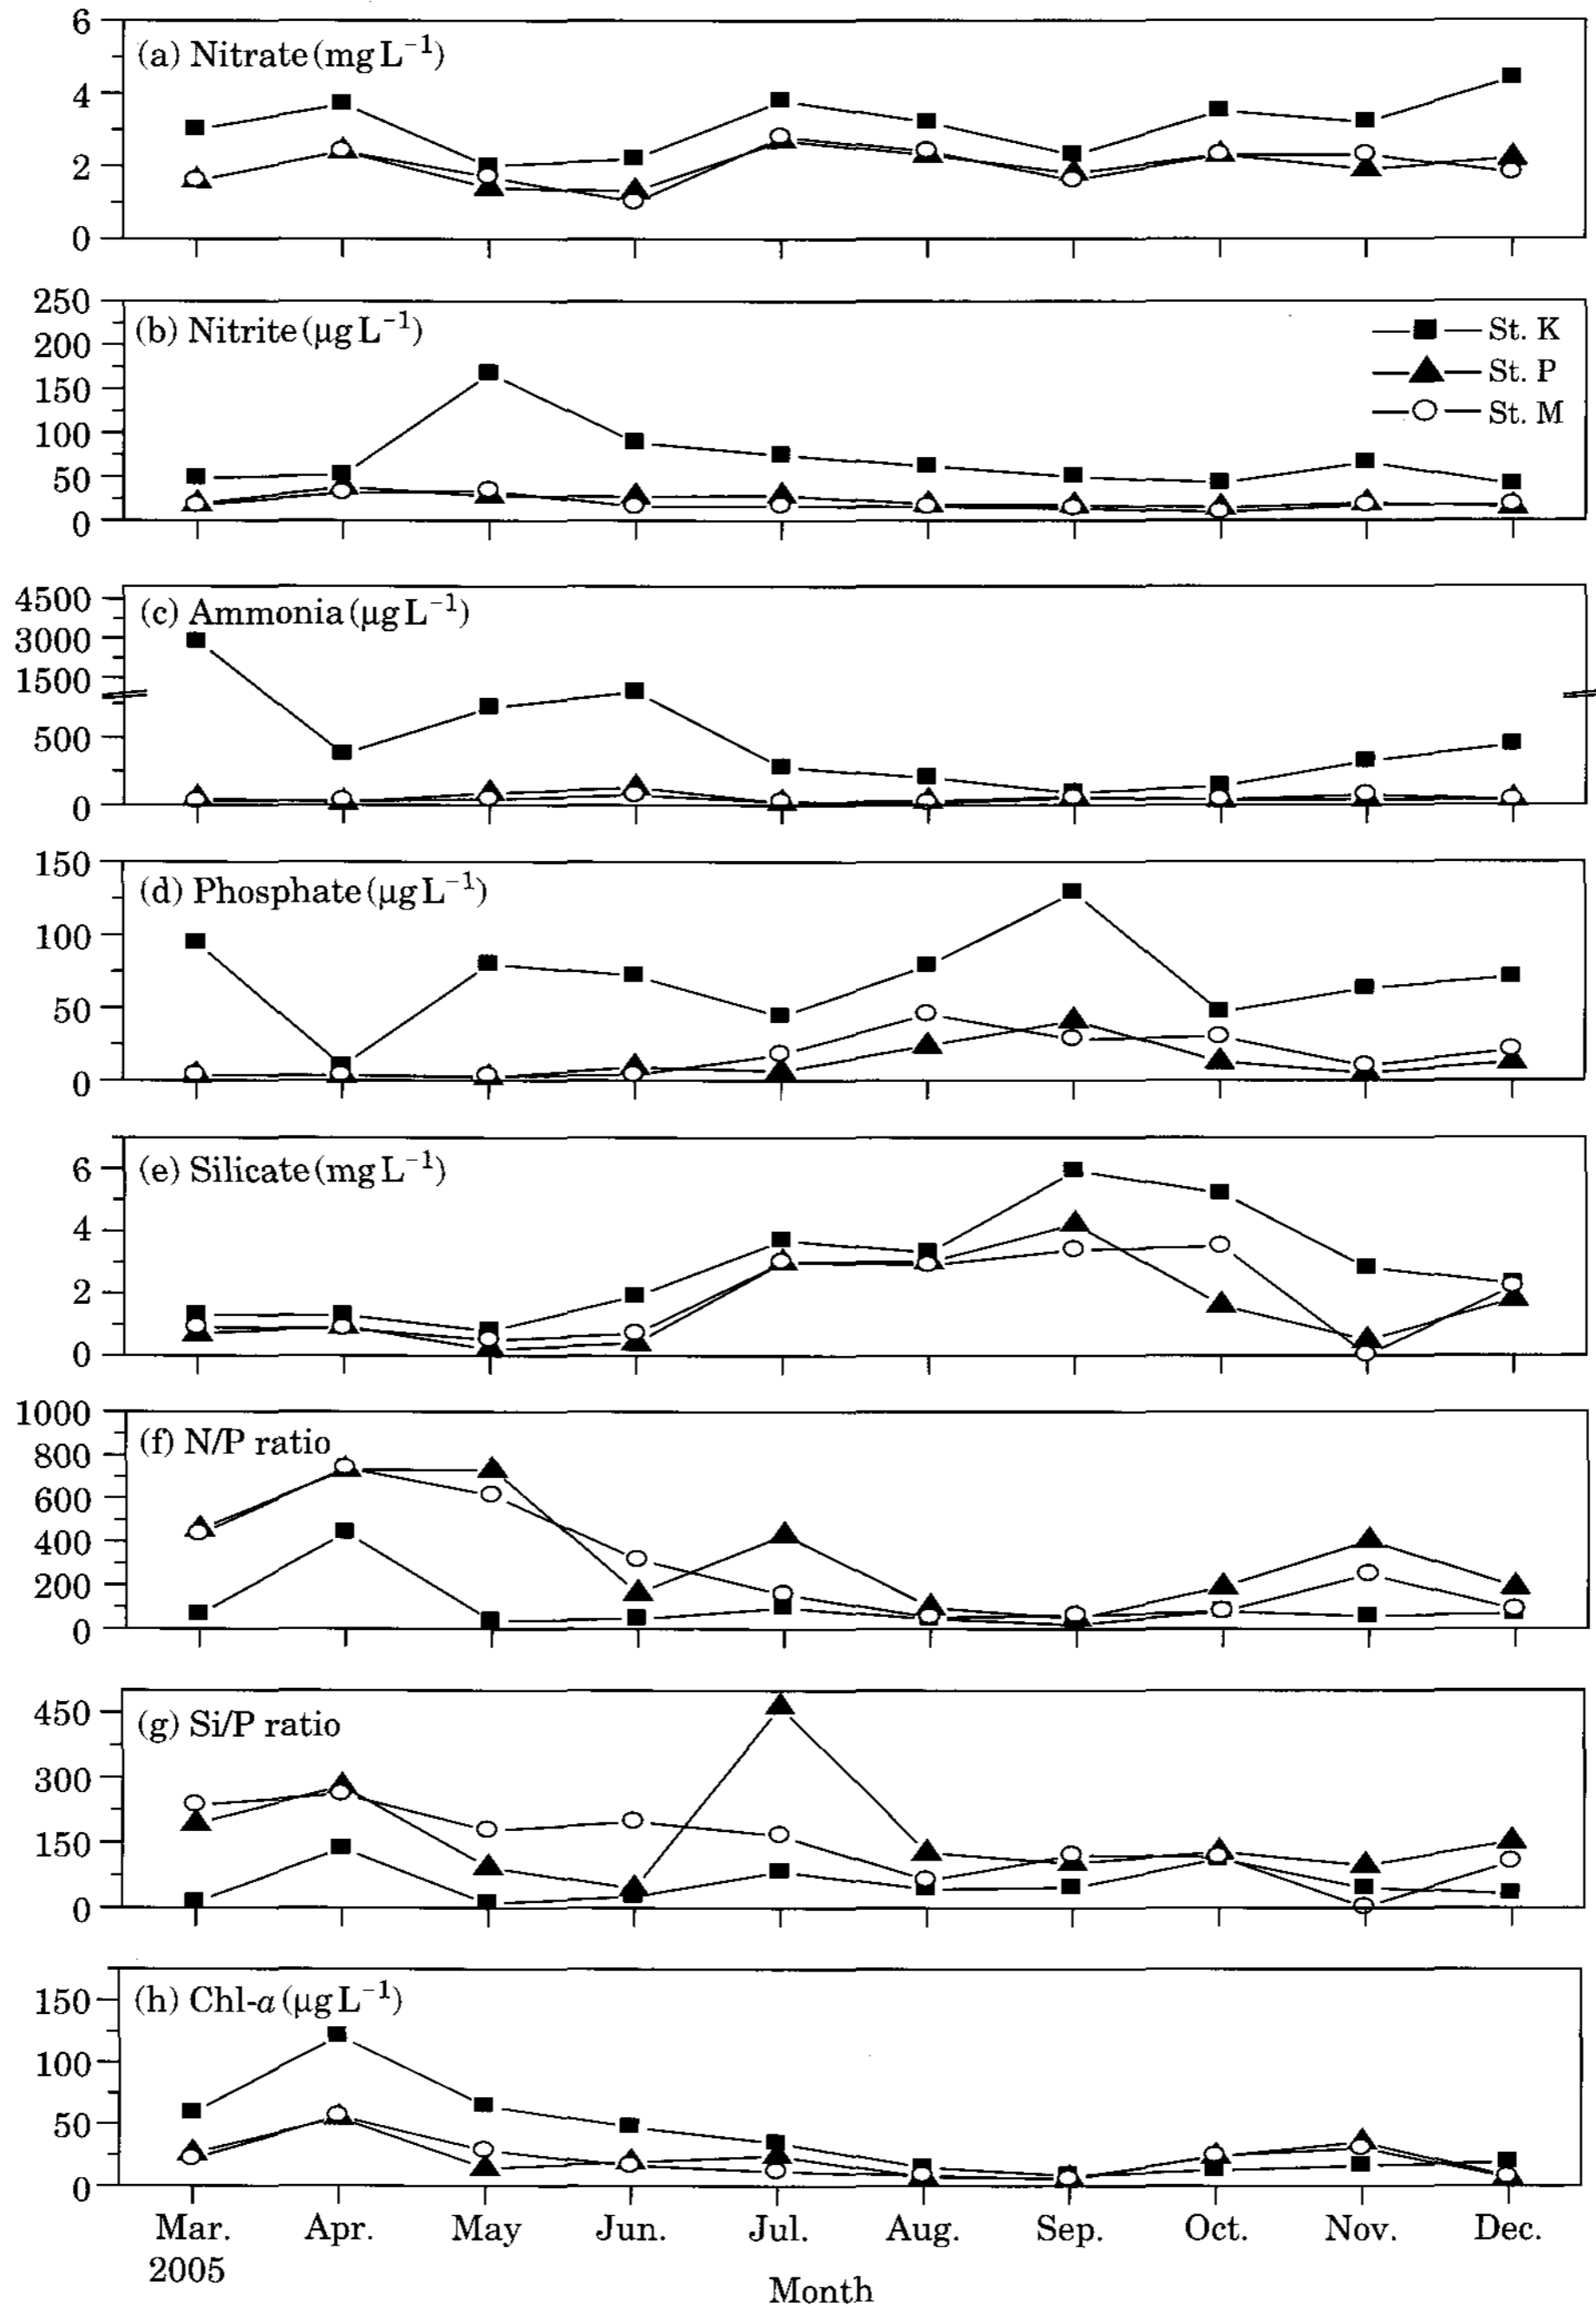 6
(a) Nitrate (mg L⁻¹)
4
2
0
250
(b) Nitrite (μg L⁻¹)
St. K
200
150
St. P
100
St. M
50
0
4500
(c) Ammonia (μg L⁻¹)
3000
1500
500
0
150
(d) Phosphate (μg L⁻¹)
100
50
0
6
(e) Silicate (mg L⁻¹)
4
2
0
1000
(f) N/P ratio
800
600
400
200
0
450
(g) Si/P ratio
300
150
0
150
(h) Chl-a (μg L⁻¹)
100
50
0
Mar. Apr. May Jun. Jul. Aug. Sep. Oct. Nov. Dec.
2005
Month